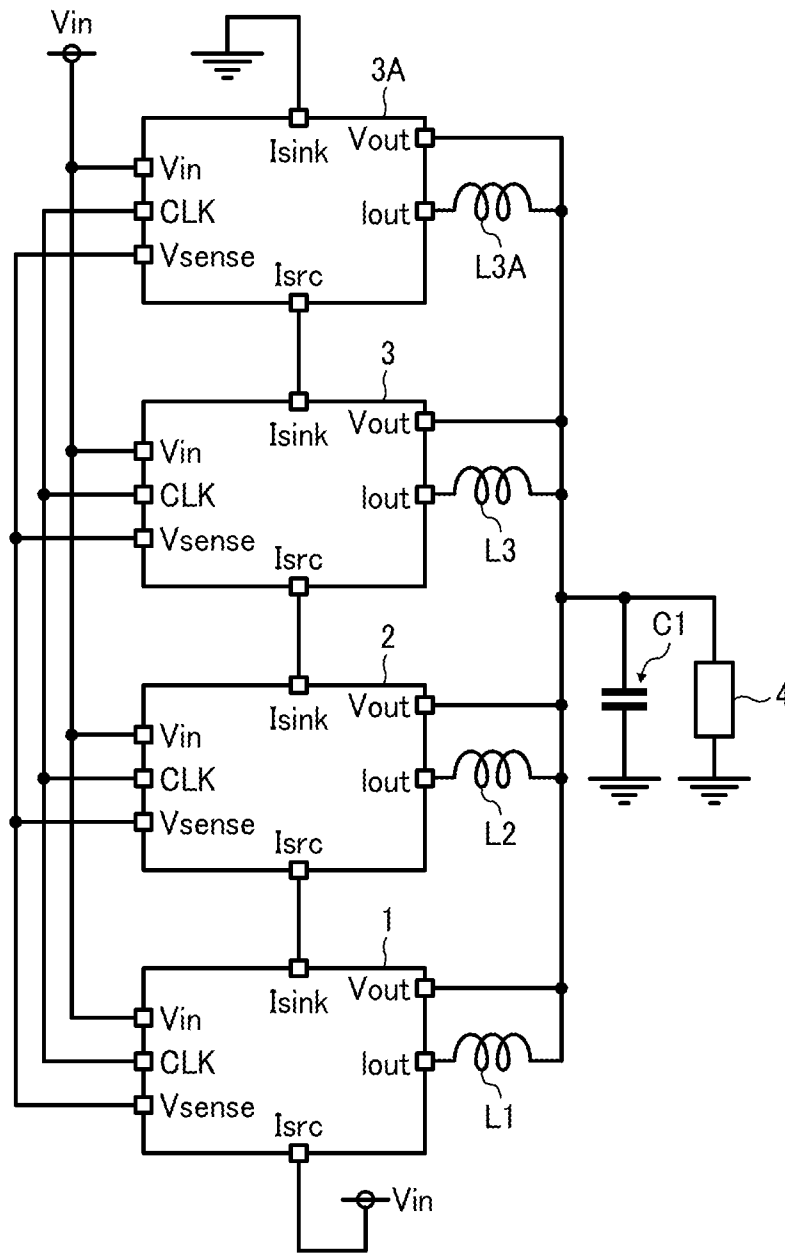 Vin
3A
Isink
Vout
Vin
CLK
Iout
Vsense
L3A
Isrc
3
Isink
Vout
Vin
CLK
Iout
Vsense
L3
Isrc
C1
4
2
Isink
Vout
Vin
CLK
Iout
Vsense
L2
Isrc
1
Isink
Vout
Vin
CLK
Iout
Vsense
L1
Isrc
Vin